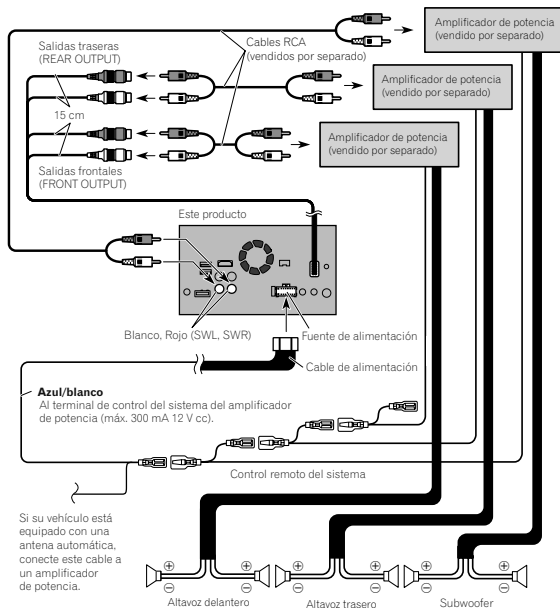 Salidas traseras
(REAR OUTPUT)
Cables RCA
(vendidos por separado)
Amplificador de potencia
(vendido por separado)
Amplificador de potencia
(vendido por separado)
15 cm
Amplificador de potencia
(vendido por separado)
Salidas frontales
(FRONT OUTPUT)
Este producto
Blanco, Rojo (SWL, SWR)
Fuente de alimentación
Cable de alimentación
Azul/blanco
Al terminal de control del sistema del amplificador
de potencia (máx. 300 mA 12 V cc).
Control remoto del sistema
Si su vehículo está
equipado con una
antena automática,
conecte este cable a
un amplificador
de potencia.
Altavoz delantero
Altavoz trasero
Subwoofer